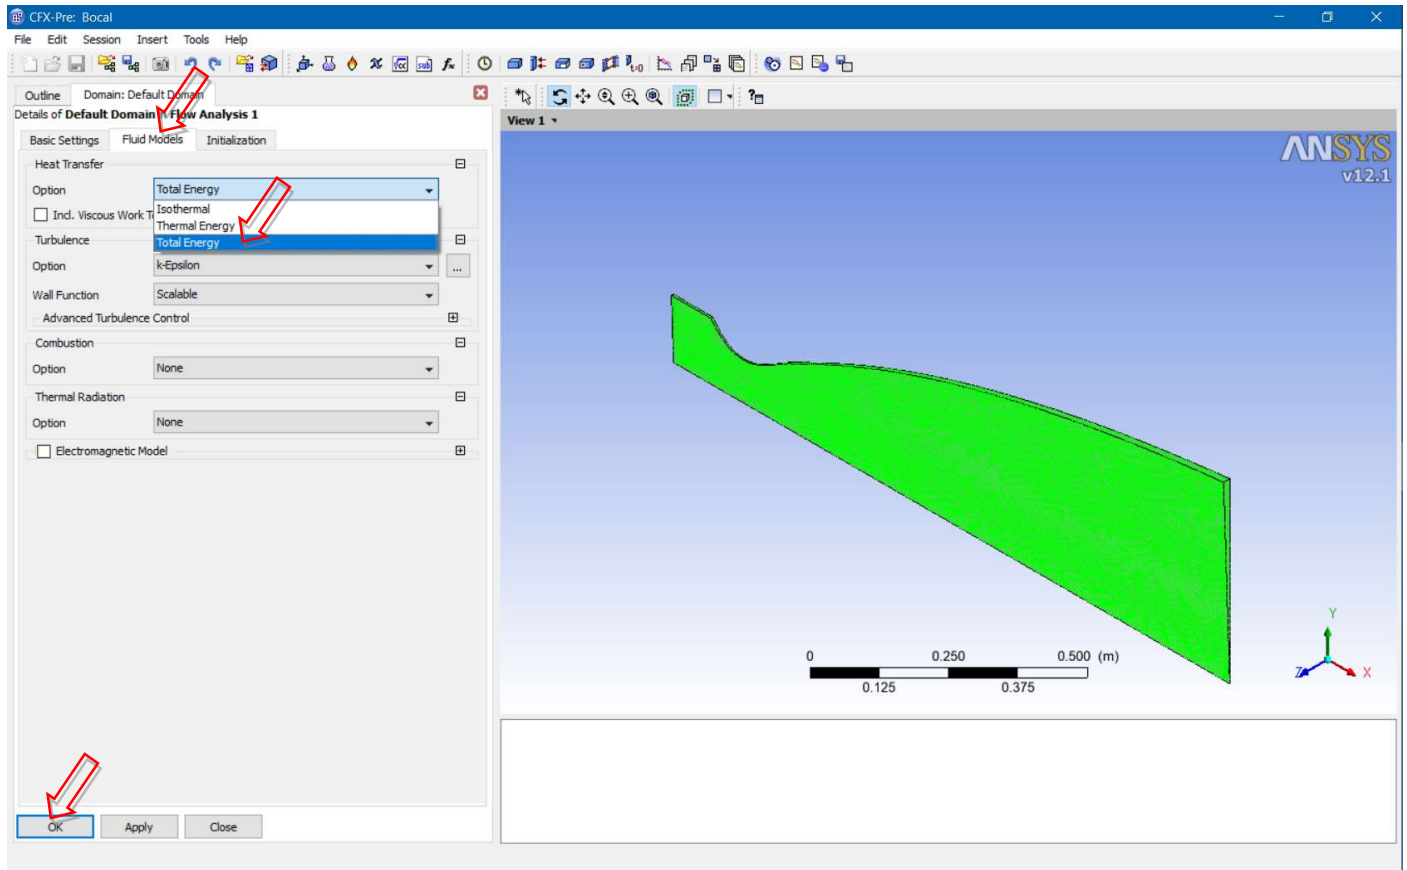 CFX-Pre: Bocal
File Edit Session Insert Tools Help
Outline Domain: Default Domain
Details of Default Domain in Flow Analysis 1
Basic Settings Fluid Models Initialization
Heat Transfer
Option Total Energy
Incl. Viscous Work
Isothermal
Thermal Energy
Total Energy
Turbulence
Option k-Epsilon
...
Wall Function Scalable
Advanced Turbulence Control
Combustion
Option None
Thermal Radiation
Option None
Electromagnetic Model
OK Apply Close
View 1
ANSYS
v12.1
0 0.250 0.500 (m)
0.125 0.375
Y
Z X